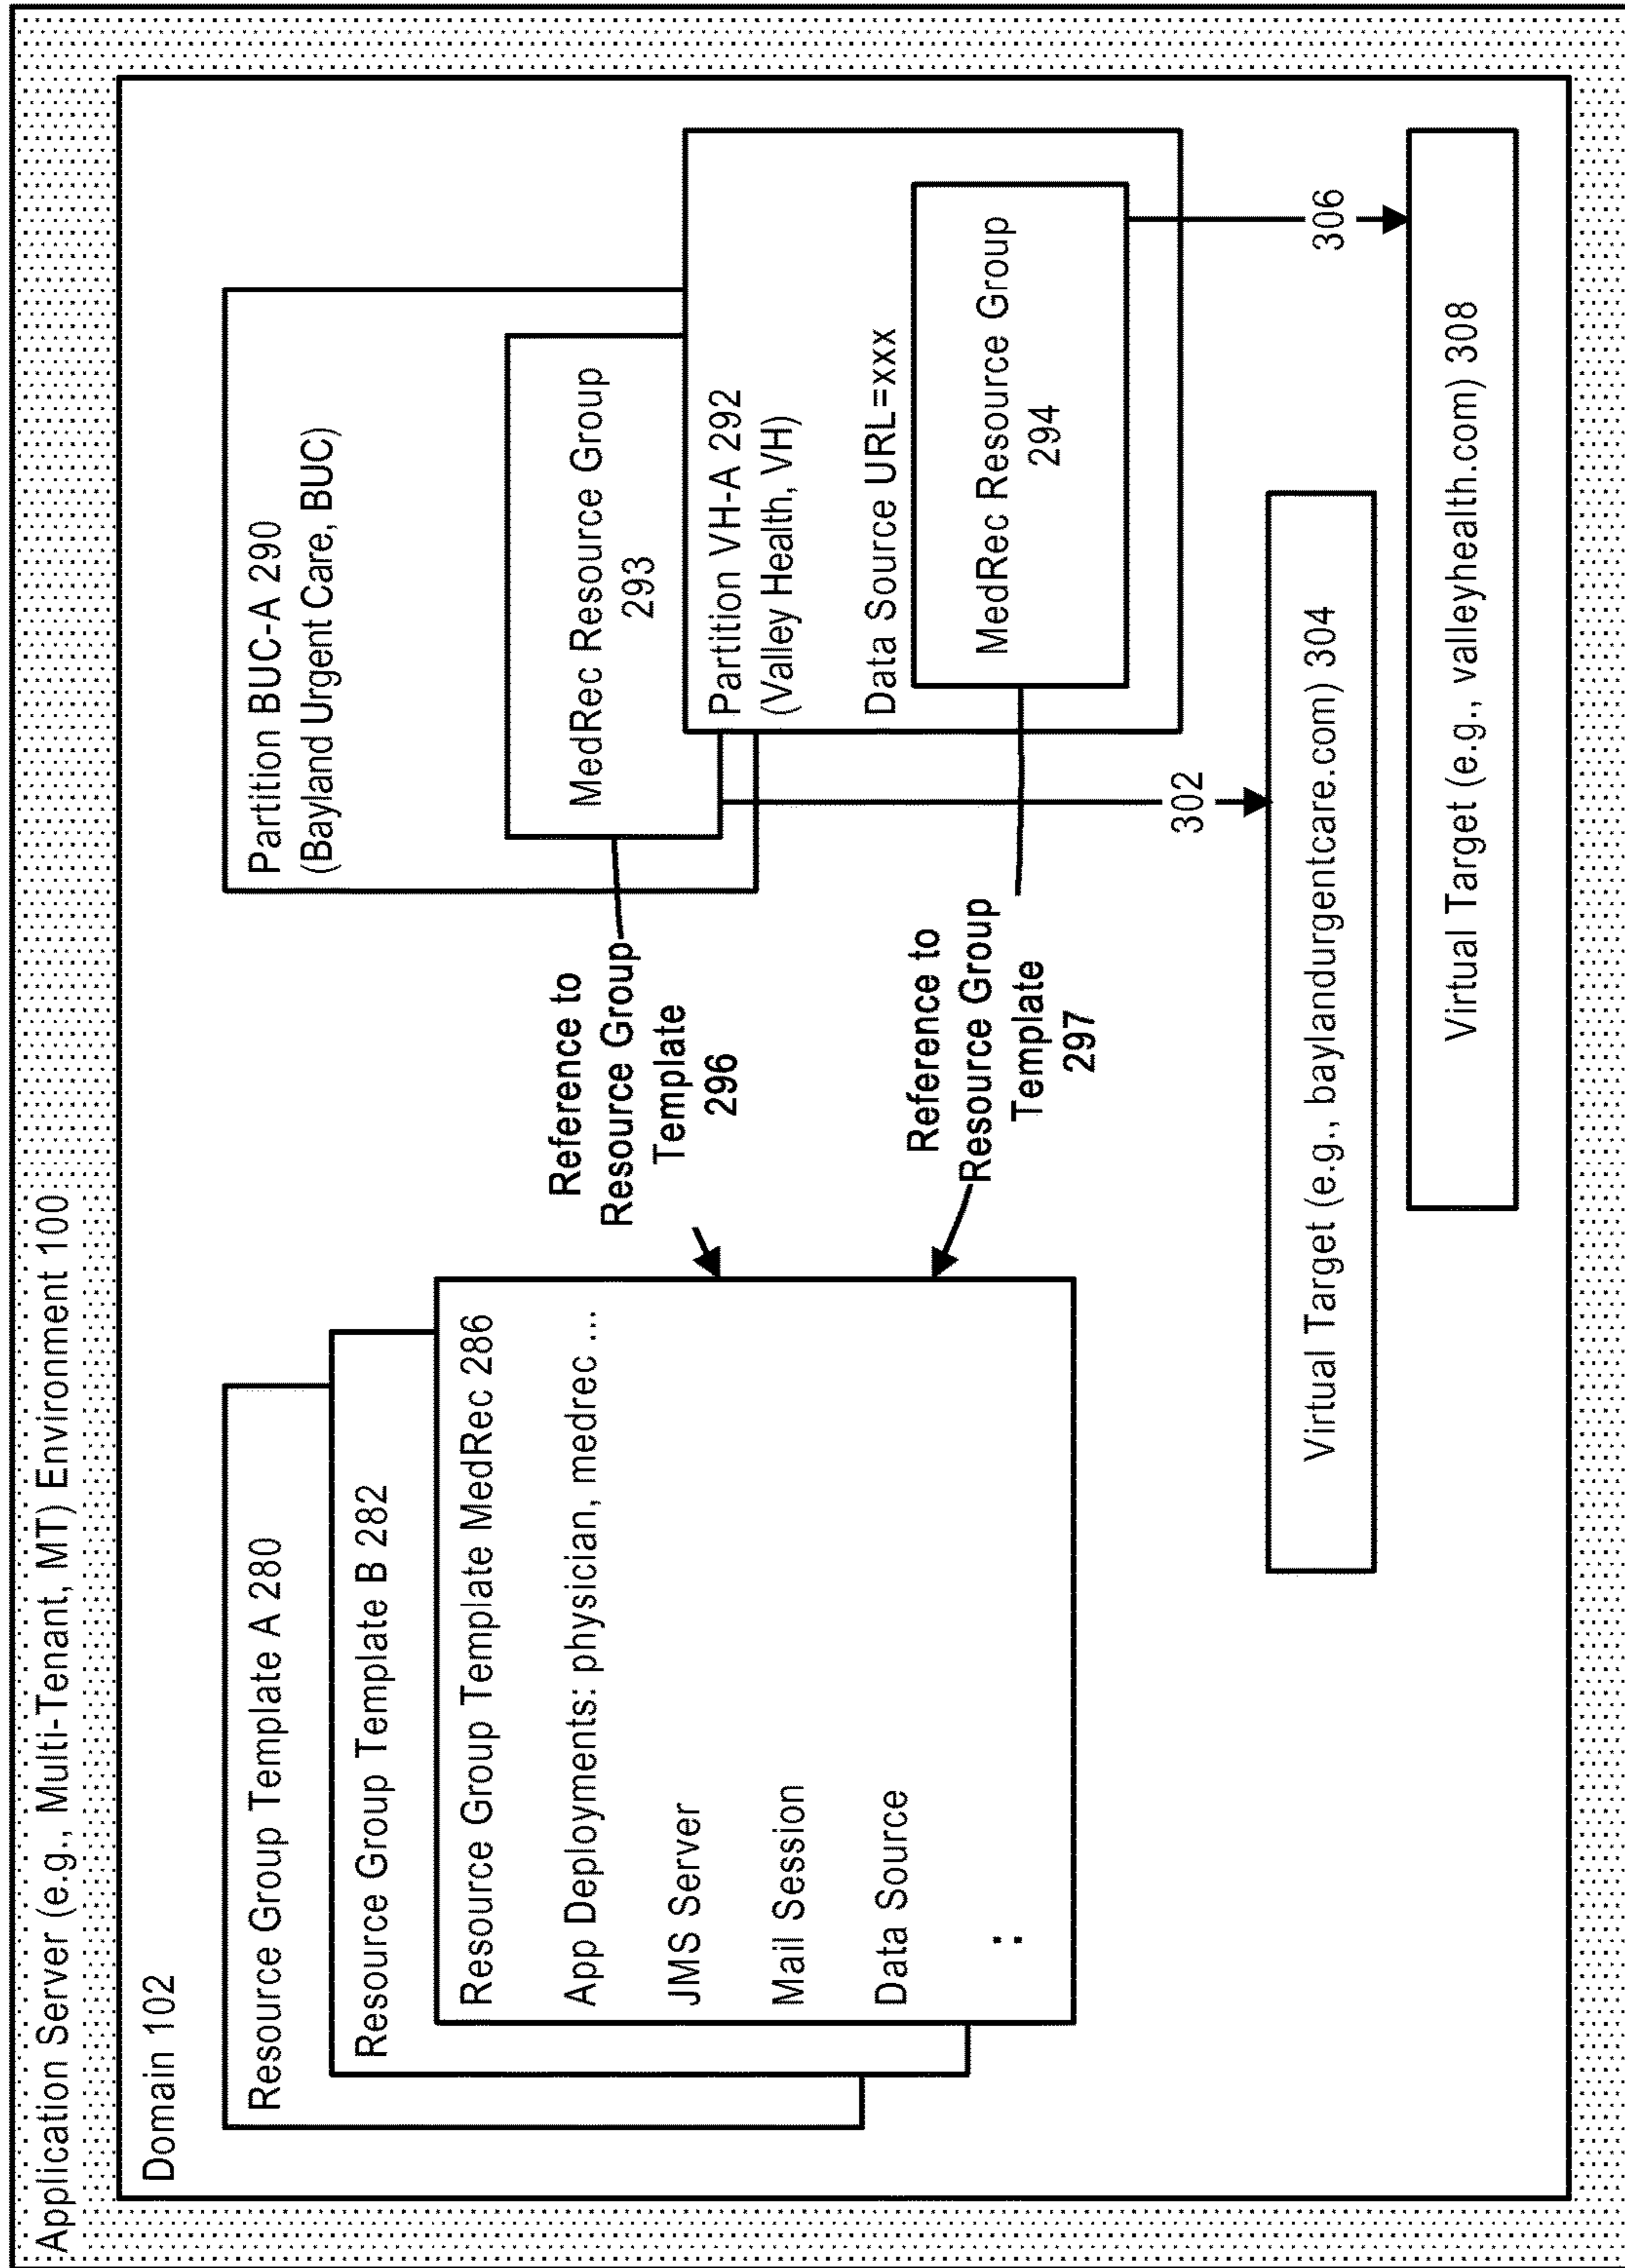 Application Server (e.g., Multi-Tenant, MT) Environment 100
Domain 102
Resource Group Template A 280
Resource Group Template B 282
Resource Group Template MedRec 286
App Deployments: physician, medrec ...
JMS Server
Mail Session
Data Source
:
Reference to
Resource Group
Template
296
Reference to
Resource Group
Template
297
Partition BUC-A 290
(Bayland Urgent Care, BUC)
MedRec Resource Group
293
Partition VH-A 292
(Valley Health, VH)
Data Source URL=xxx
MedRec Resource Group
294
302
306
Virtual Target (e.g., baylandurgentcare.com) 304
Virtual Target (e.g., valleyhealth.com) 308